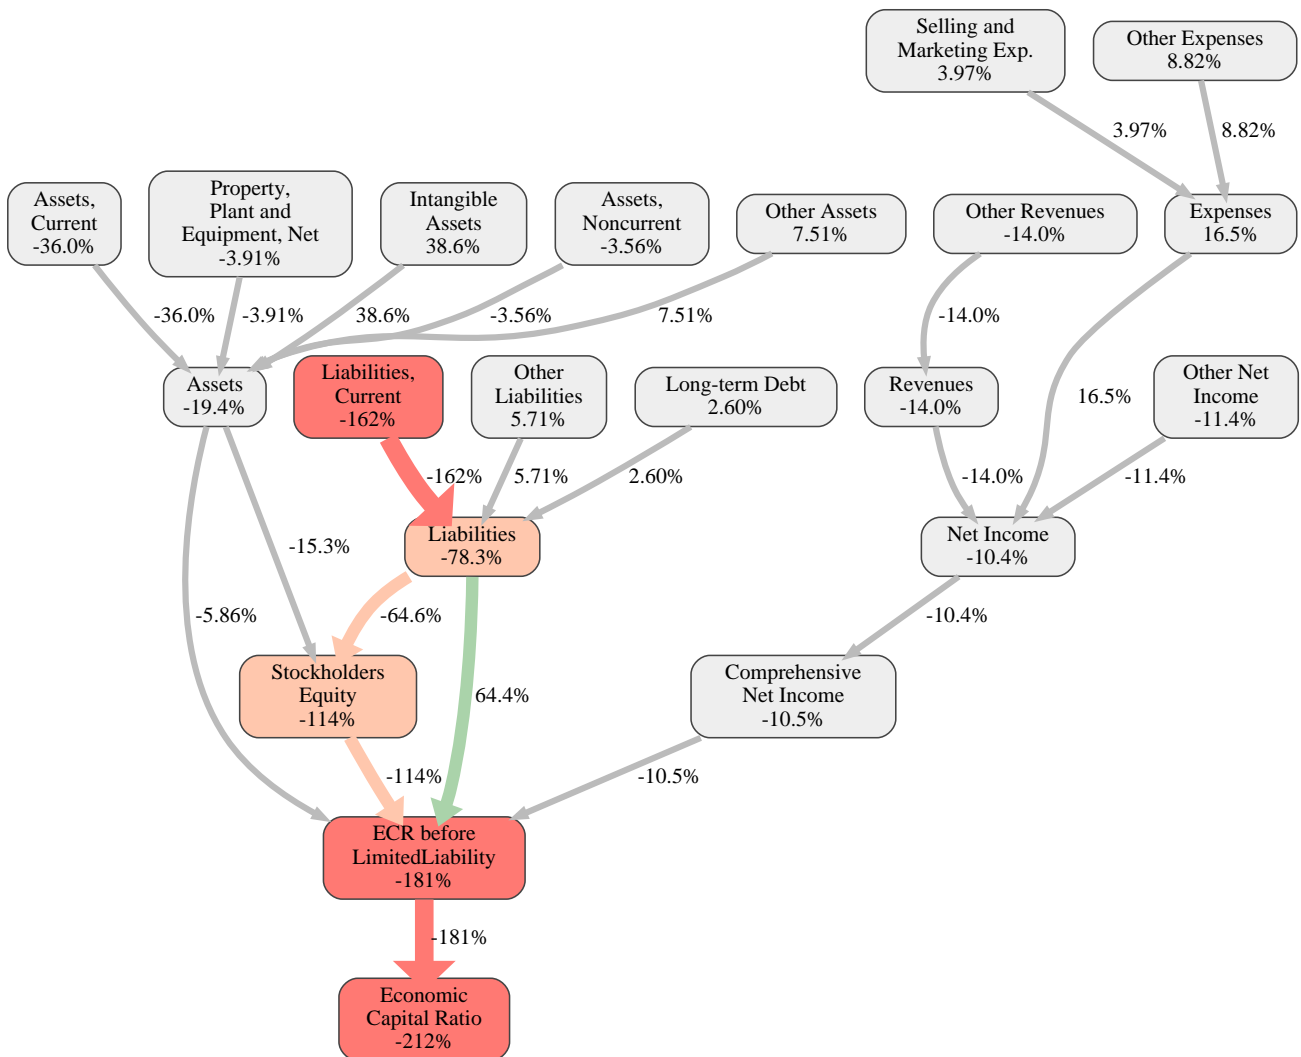 Selling and
Marketing Exp.
3.97%
Other Expenses
8.82%
3.97%
8.82%
Assets,
Current
-36.0%
Property,
Plant and
Equipment, Net
-3.91%
Intangible
Assets
38.6%
Assets,
Noncurrent
-3.56%
Other Assets
7.51%
Other Revenues
-14.0%
Expenses
16.5%
-36.0%
-3.91%
38.6%
-3.56%
7.51%
-14.0%
16.5%
Assets
-19.4%
Liabilities,
Current
-162%
Other
Liabilities
5.71%
Long-term Debt
2.60%
Revenues
-14.0%
Other Net
Income
-11.4%
-162%
5.71%
2.60%
-14.0%
-11.4%
Liabilities
-78.3%
Net Income
-10.4%
-15.3%
-5.86%
-64.6%
64.4%
-10.4%
Stockholders
Equity
-114%
Comprehensive
Net Income
-10.5%
-114%
-10.5%
ECR before
LimitedLiability
-181%
-181%
Economic
Capital Ratio
-212%